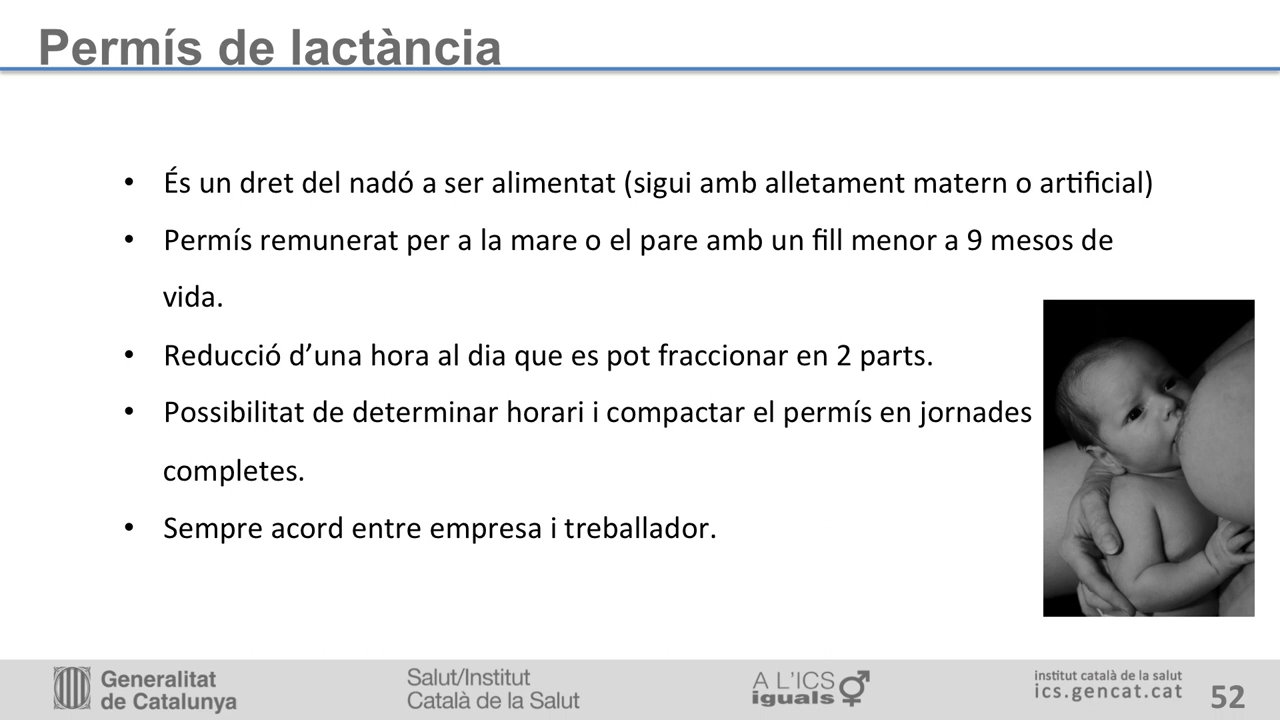 Permís de lactància
• És un dret del nadó a ser alimentat (sigui amb alletament matern o artificial)
• Permís remunerat per a la mare o el pare amb un fill menor a 9 mesos de
vida.
• Reducció d’una hora al dia que es pot fraccionar en 2 parts.
• Possibilitat de determinar horari i compactar el permís en jornades
completes.
• Sempre acord entre empresa i treballador.
Generalitat
de Catalunya
Salut/Institut
Català de la Salut
A L'ICS
iguals
institut català de la salut
ics.gencat.cat
52